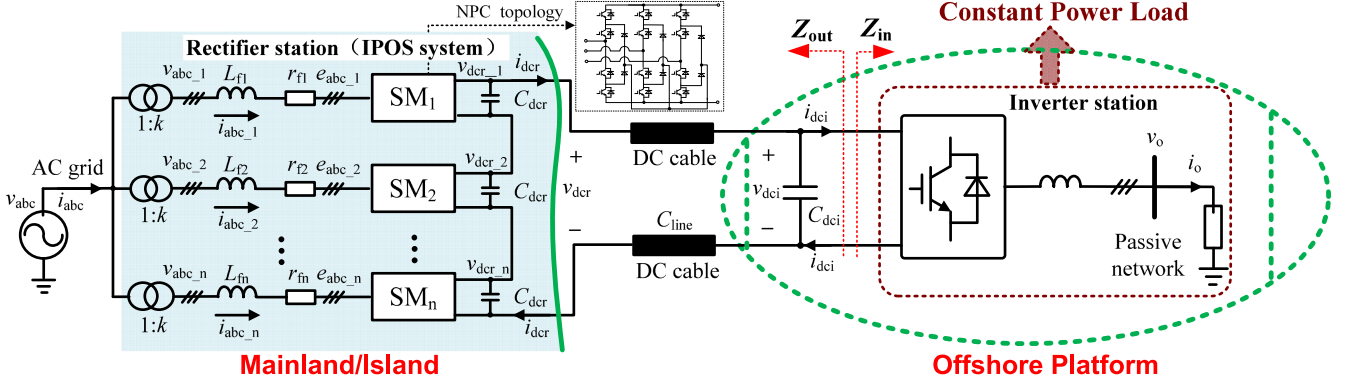 NPC topology
Constant Power Load
Rectifier station（IPOS system）
Z_out
Z_in
v_abc_1
L_f1
r_f1
e_abc_1
SM_1
v_dcr_1
i_dcr
C_dcr
1:k
i_abc_1
Inverter station
i_dci
DC cable
AC grid
v_abc
i_abc
v_abc_2
L_f2
r_f2
e_abc_2
SM_2
v_dcr_2
C_dcr
1:k
i_abc_2
+
v_dcr
−
+
v_dci
−
C_dci
v_o
i_o
C_line
DC cable
i_dci
Passive
network
v_abc_n
L_fn
r_fn
e_abc_n
SM_n
v_dcr_n
C_dcr
1:k
i_abc_n
i_dcr
Mainland/Island
Offshore Platform